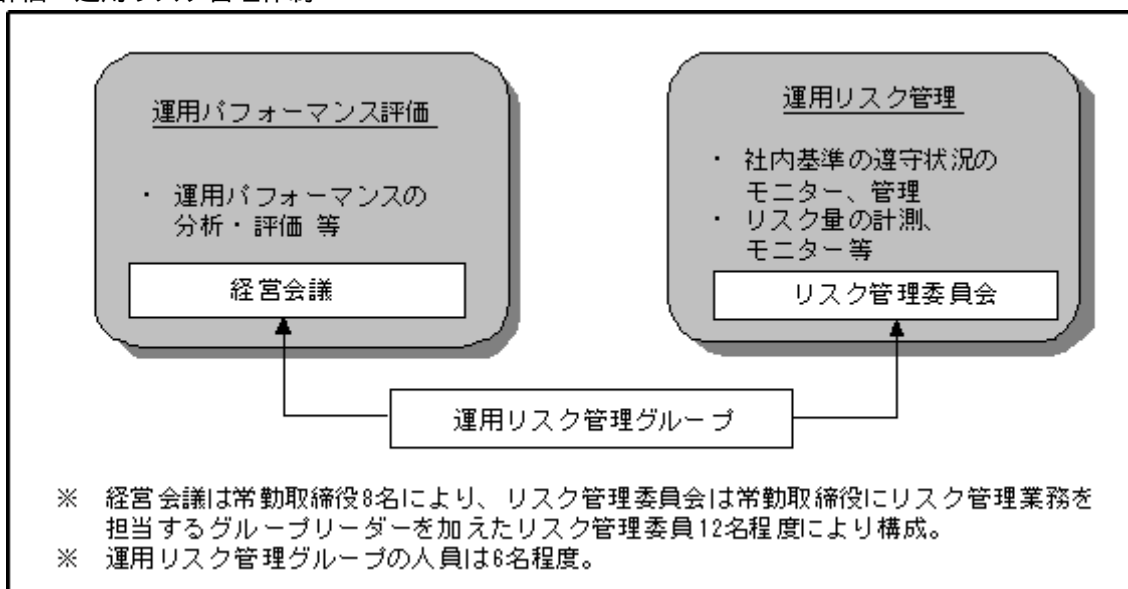 運用パフォーマンス評価
・ 運用パフォーマンスの
分析・評価 等
経営会議
運用リスク管理
・ 社内基準の遵守状況の
モニター、管理
・ リスク量の計測、
モニター等
リスク管理委員会
運用リスク管理グループ
※ 経営会議は常勤取締役8名により、リスク管理委員会は常勤取締役にリスク管理業務を
担当するグループリーダーを加えたリスク管理委員12名程度により構成。
※ 運用リスク管理グループの人員は6名程度。